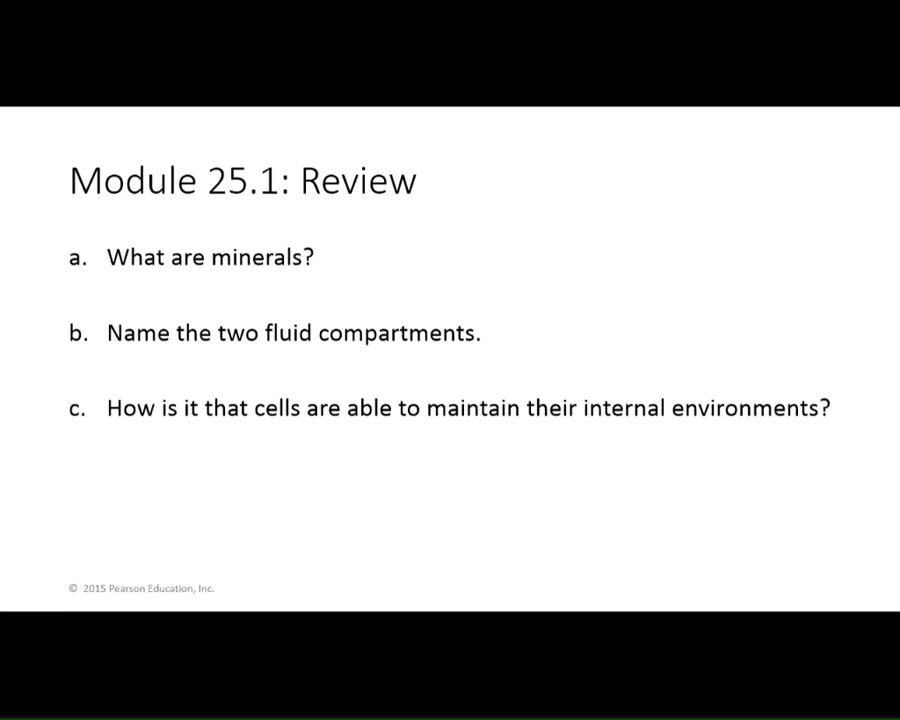 Module 25.1: Review
a. What are minerals?
b. Name the two fluid compartments.
c. How is it that cells are able to maintain their internal environments?
© 2015 Pearson Education, Inc.